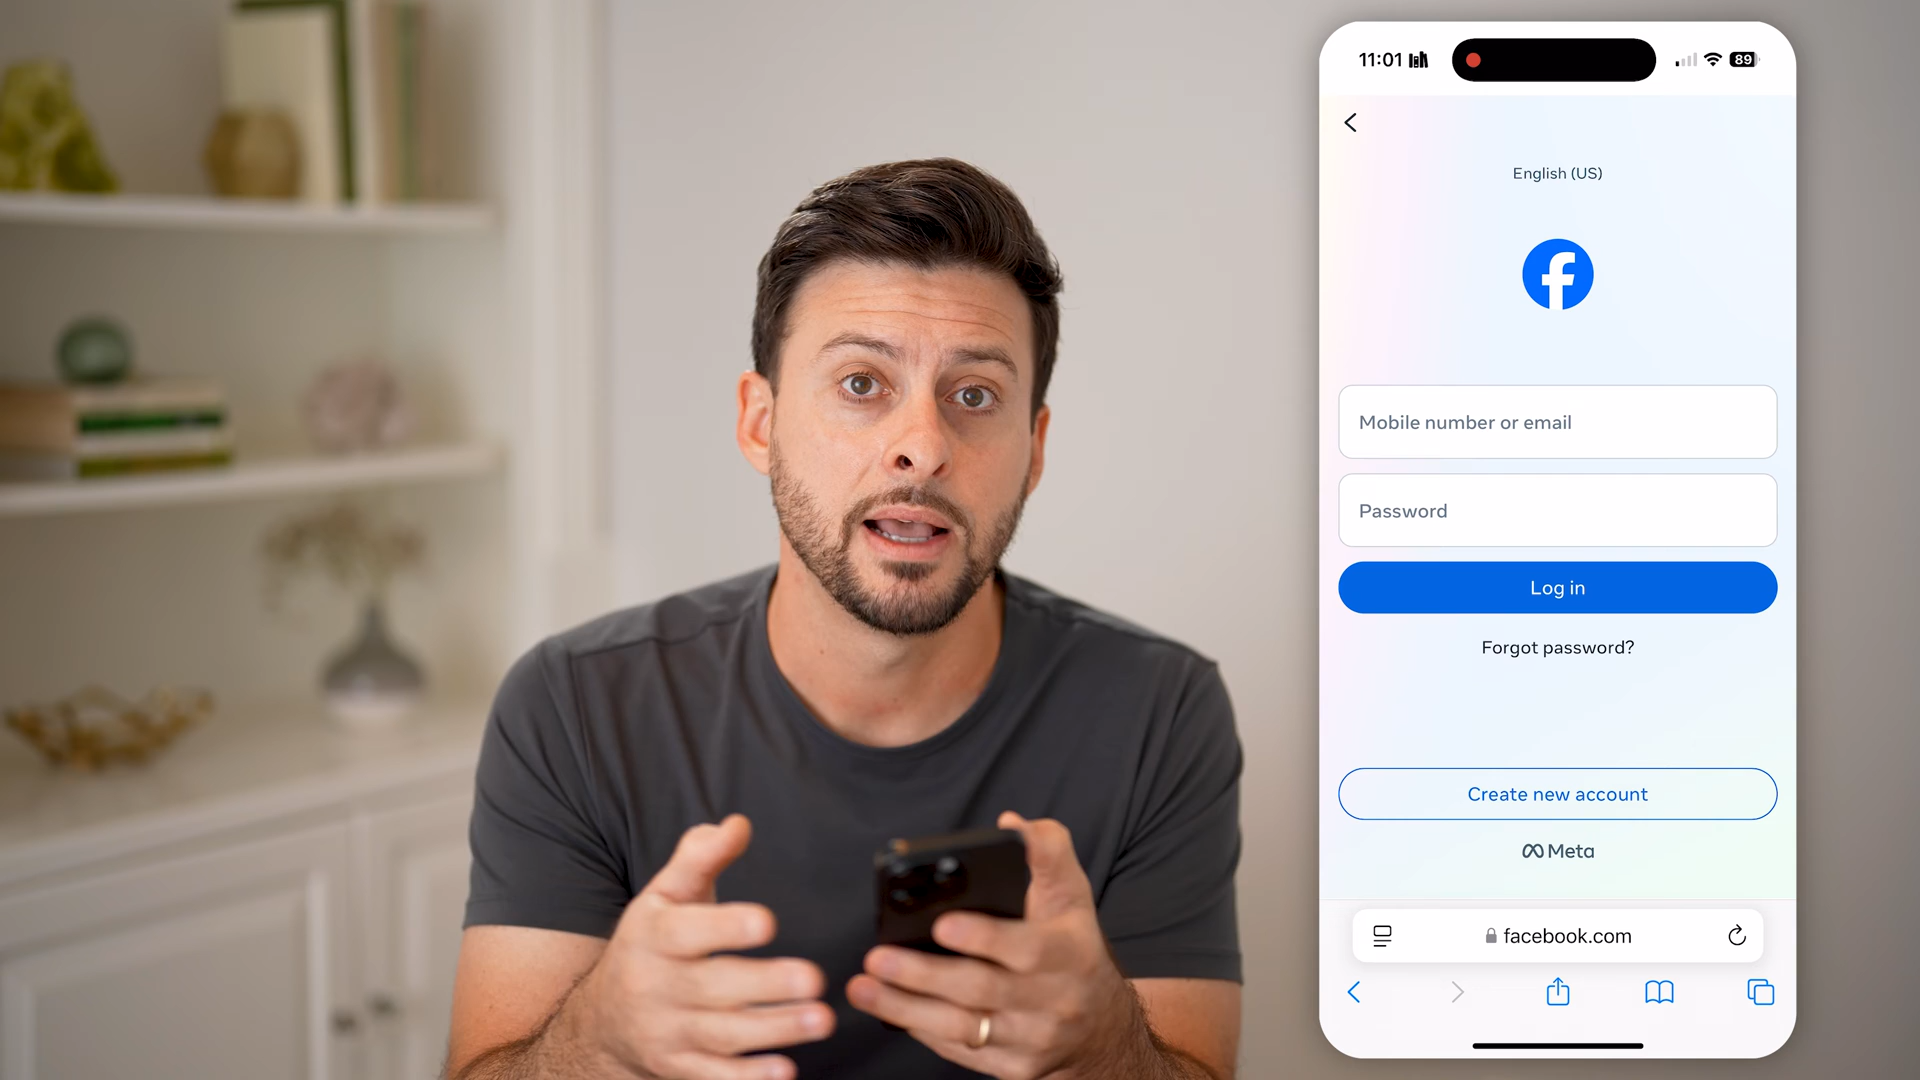 11:01
89
English (US)
Mobile number or email
Password
Log in
Forgot password?
Create new account
Meta
facebook.com